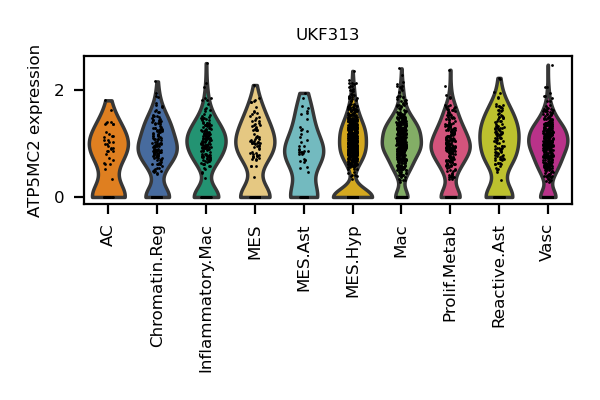 UKF313
ATP5MC2 expression
2
0
AC
Chromatin.Reg
Inflammatory.Mac
MES
MES.Ast
MES.Hyp
Mac
Prolif.Metab
Reactive.Ast
Vasc